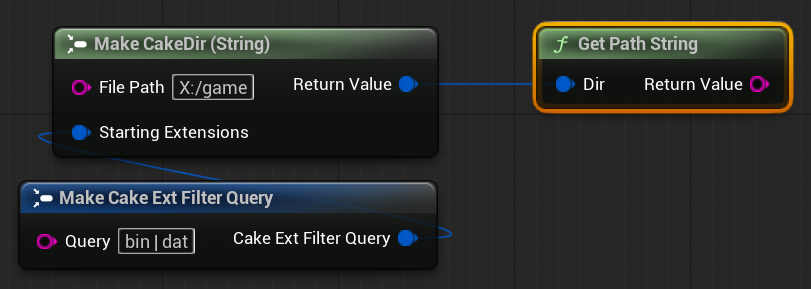 Make CakeDir (String)
File Path X:/game Return Value
Starting Extensions
Make Cake Ext Filter Query
Query bin|dat Cake Ext Filter Query
f Get Path String
Dir Return Value